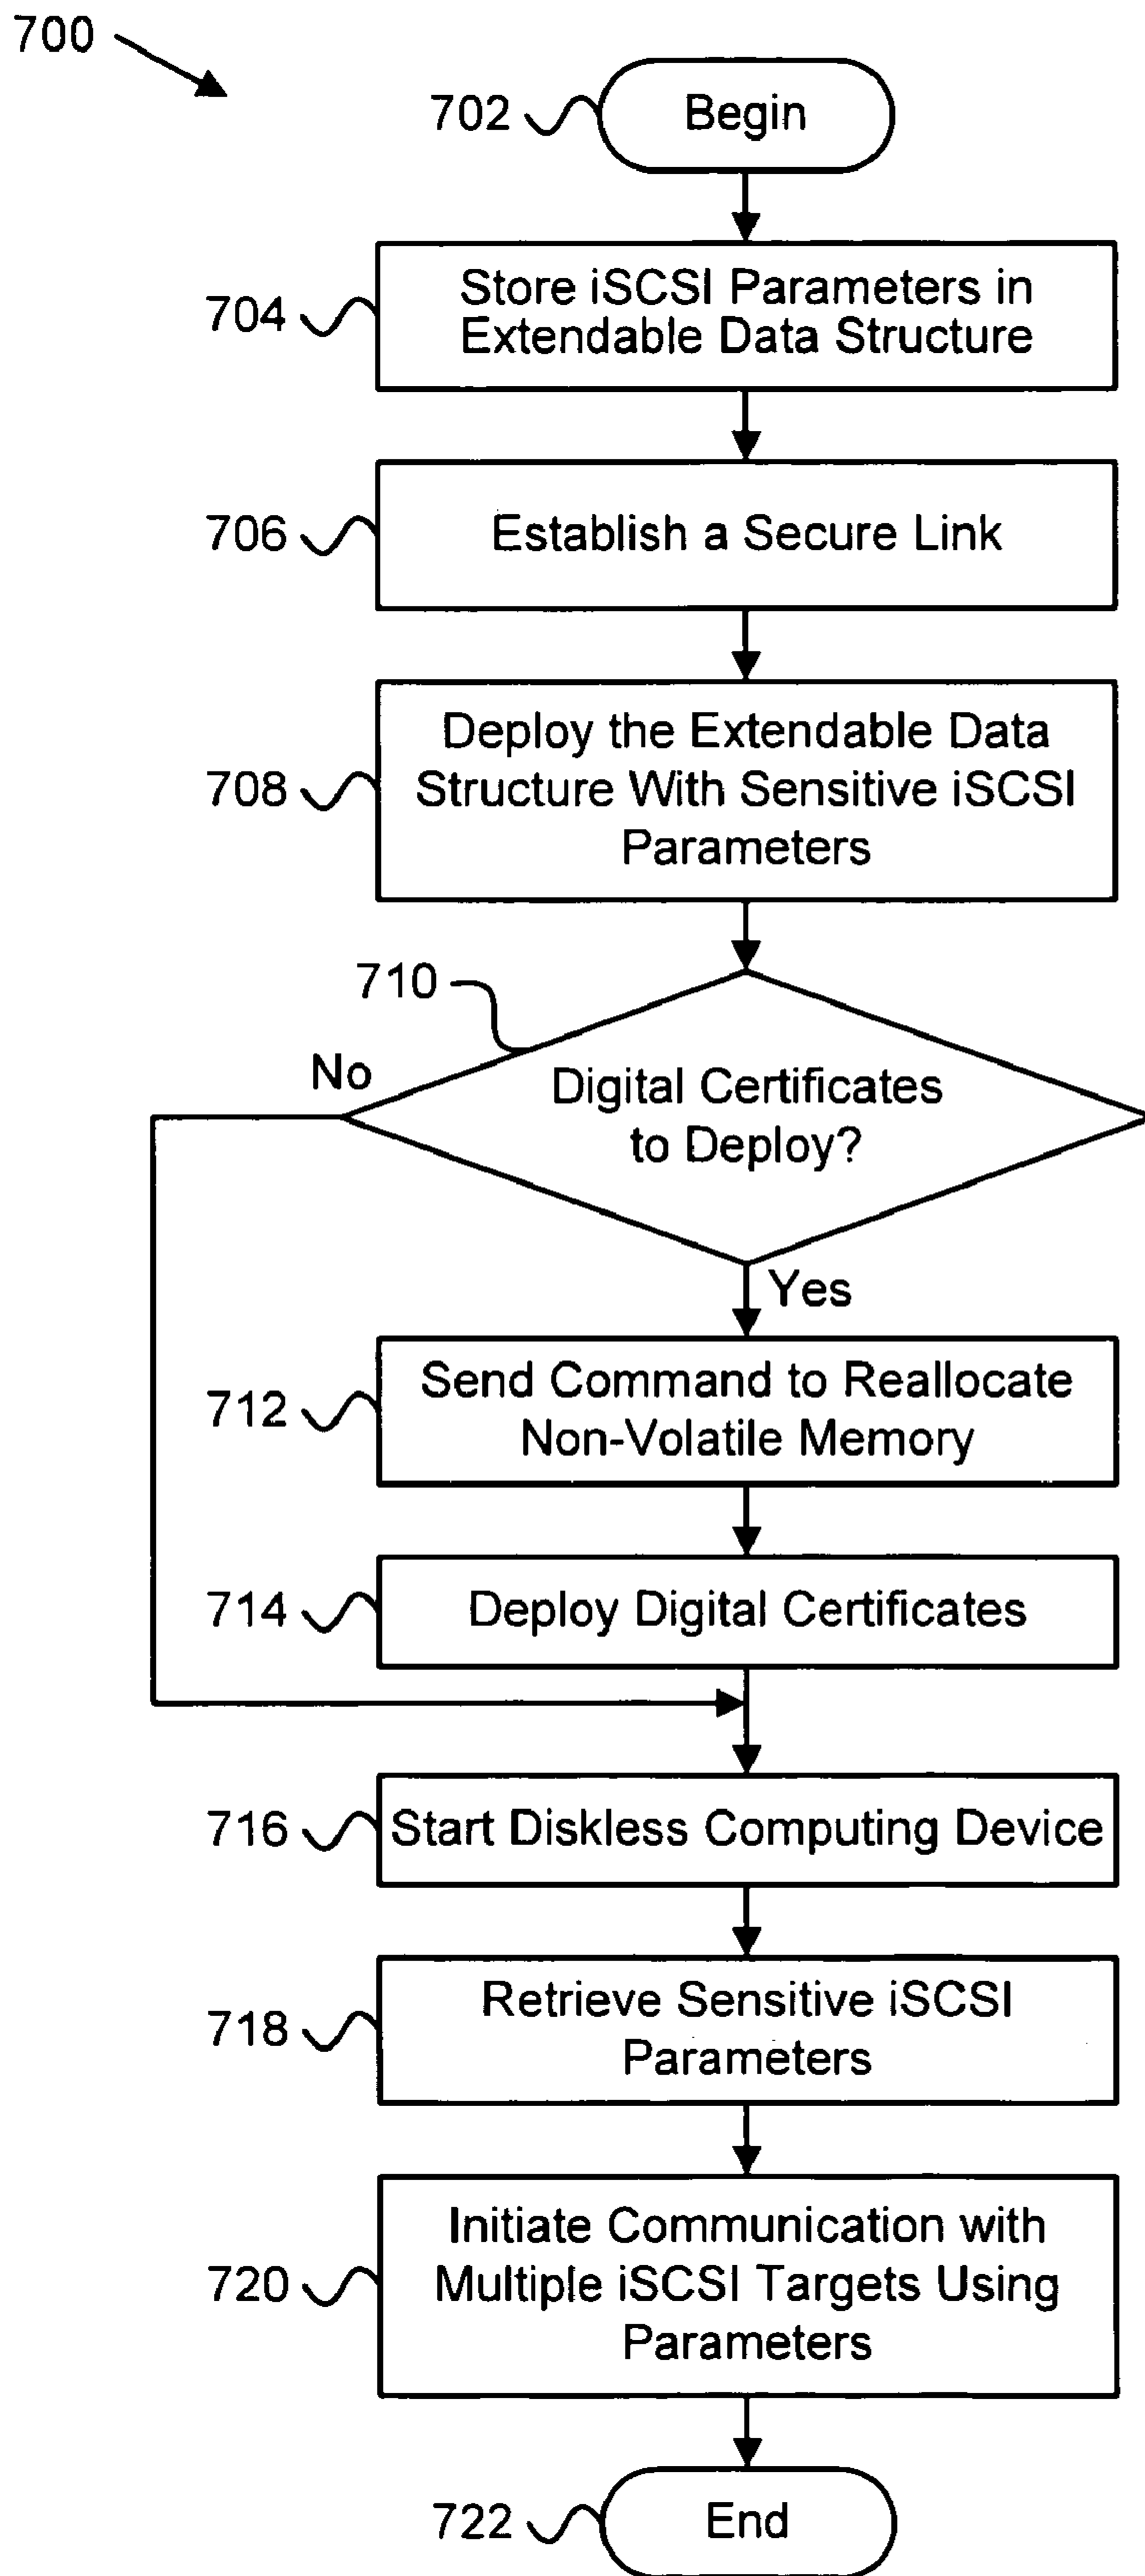 700
702
Begin
704
Store iSCSI Parameters in
Extendable Data Structure
706
Establish a Secure Link
708
Deploy the Extendable Data
Structure With Sensitive iSCSI
Parameters
710
No
Digital Certificates
to Deploy?
Yes
712
Send Command to Reallocate
Non-Volatile Memory
714
Deploy Digital Certificates
716
Start Diskless Computing Device
718
Retrieve Sensitive iSCSI
Parameters
720
Initiate Communication with
Multiple iSCSI Targets Using
Parameters
722
End